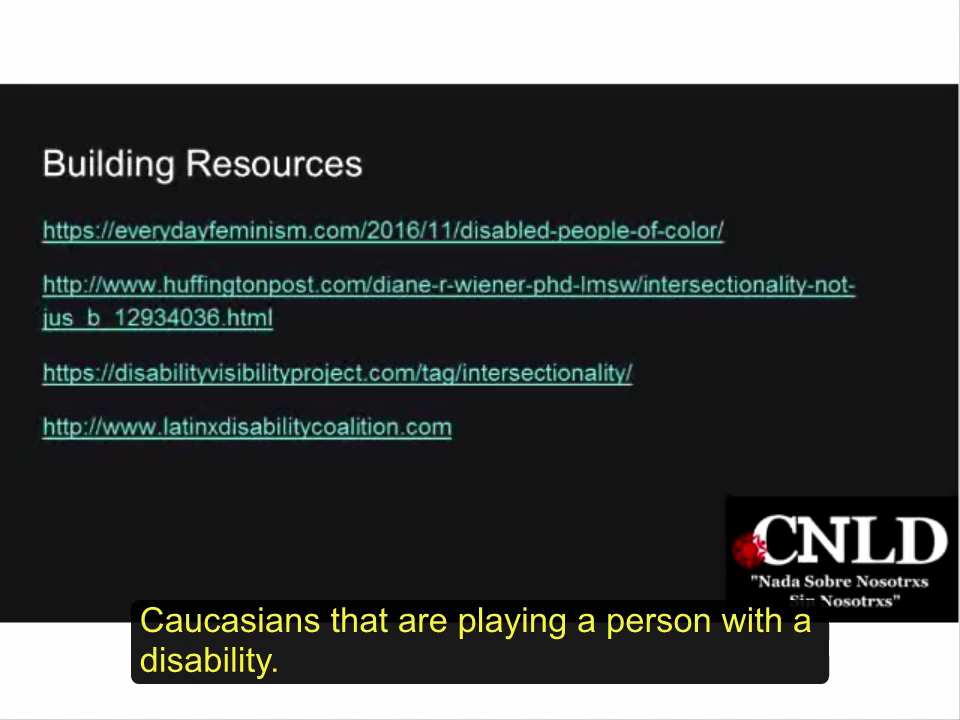 Building Resources
https://everydayfeminism.com/2016/11/disabled-people-of-color/
http://www.huffingtonpost.com/diane-r-wiener-phd-lmsw/intersectionality-not-
jus_b_12934036.html
https://disabilityvisibilityproject.com/tag/intersectionality/
http://www.latinxdisabilitycoalition.com
CNLD
"Nada Sobre Nosotrxs
Sin Nosotrxs"
Caucasians that are playing a person with a
disability.